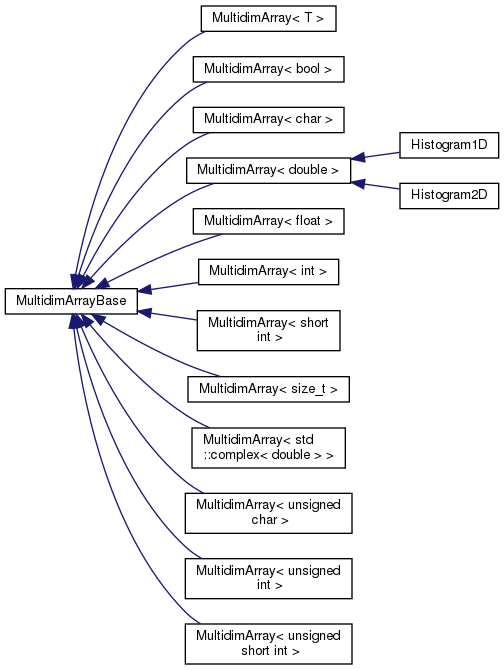 MultidimArray< T >
MultidimArray< bool >
MultidimArray< char >
MultidimArray< double >
Histogram1D
Histogram2D
MultidimArray< float >
MultidimArray< int >
MultidimArrayBase
MultidimArray< short
int >
MultidimArray< size_t >
MultidimArray< std
::complex< double > >
MultidimArray< unsigned
char >
MultidimArray< unsigned
int >
MultidimArray< unsigned
short int >